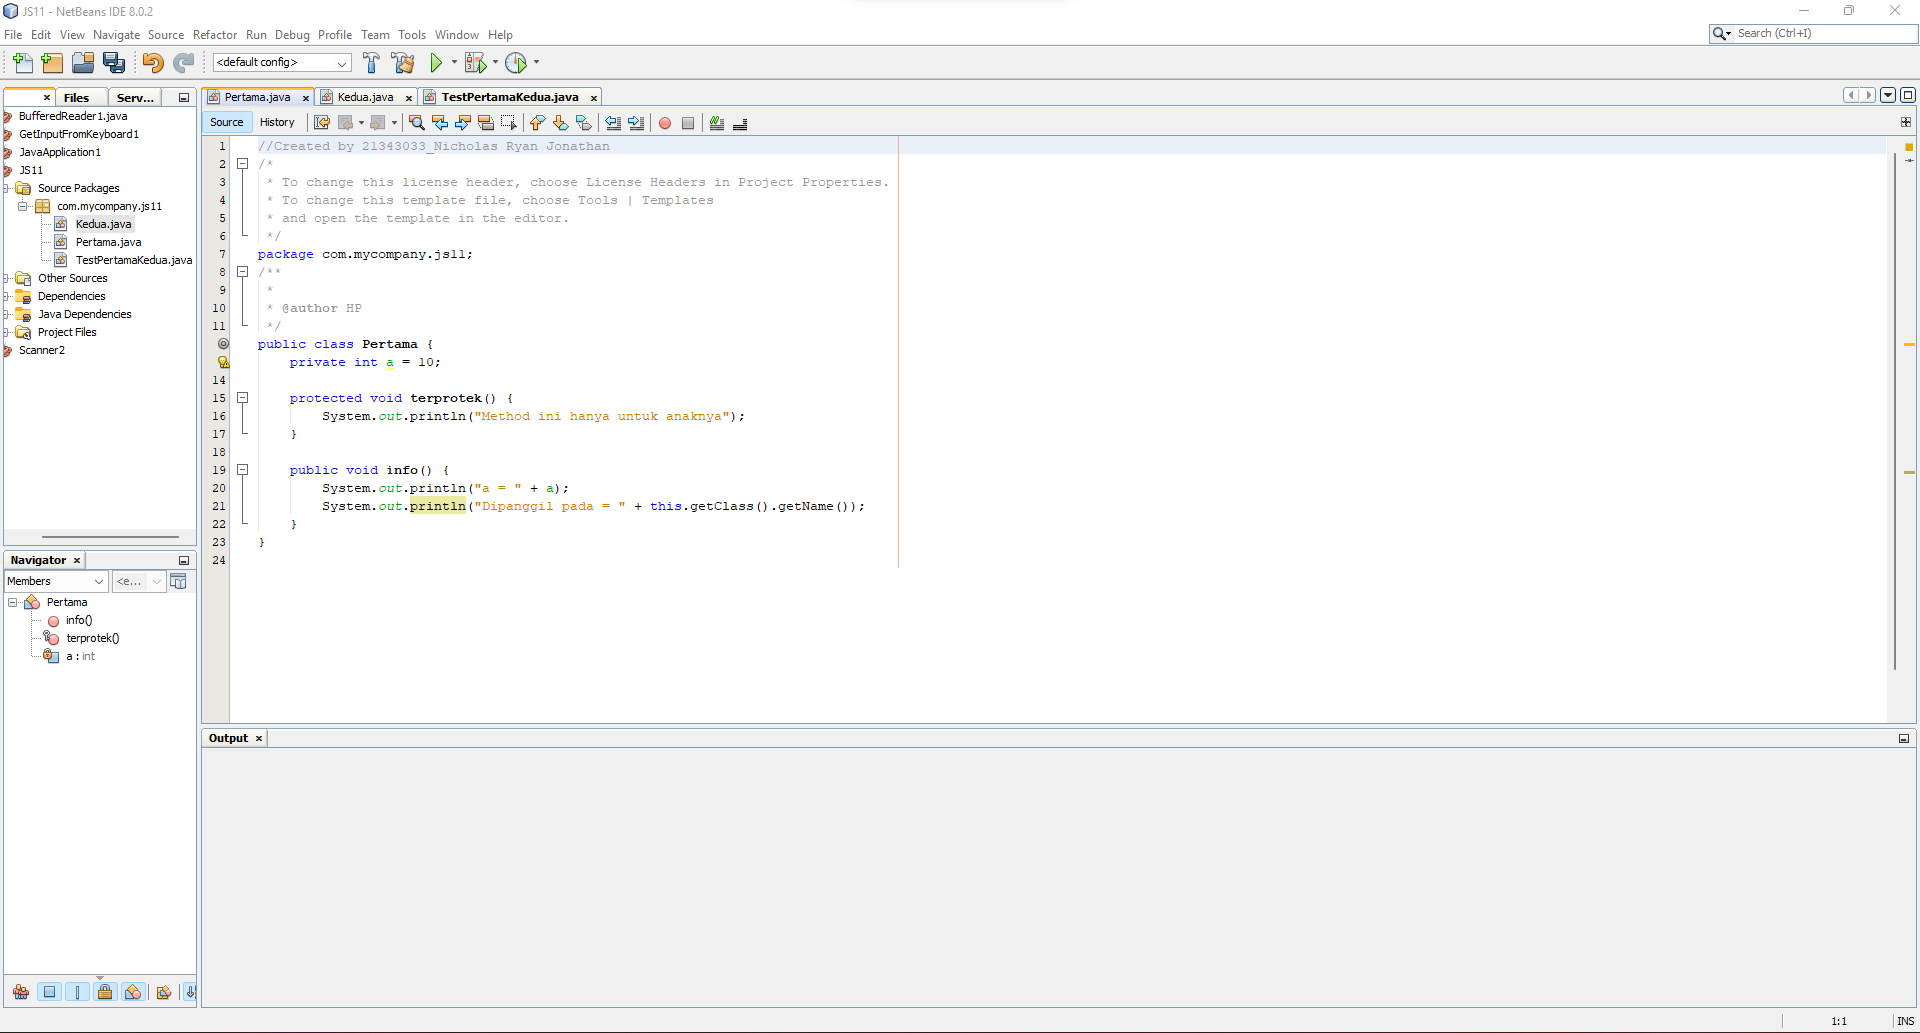 JS11 - NetBeans IDE 8.0.2
File Edit View Navigate Source Refactor Run Debug Profile Team Tools Window Help
Search (Ctrl+I)
<default config>
Files Serv...
BufferedReader1.java
GetInputFromKeyboard1
JavaApplication1
JS11
Source Packages
com.mycompany.js11
Kedua.java
Pertama.java
TestPertamaKedua.java
Other Sources
Dependencies
Java Dependencies
Project Files
Scanner2
Pertama.java Kedua.java TestPertamaKedua.java
Source History
1 //Created by 21343033_Nicholas Ryan Jonathan
2 /*
3 * To change this license header, choose License Headers in Project Properties.
4 * To change this template file, choose Tools | Templates
5 * and open the template in the editor.
6 */
7 package com.mycompany.js11;
8 /**
9 *
10 * @author HP
11 */
public class Pertama {
private int a = 10;
14
15 protected void terprotek() {
16 System.out.println("Method ini hanya untuk anaknya");
17 }
18
19 public void info() {
20 System.out.println("a = " + a);
21 System.out.println("Dipanggil pada = " + this.getClass().getName());
22 }
23 }
24
Navigator
Members <e...
Pertama
info()
terprotek()
a : int
Output
1:1 INS